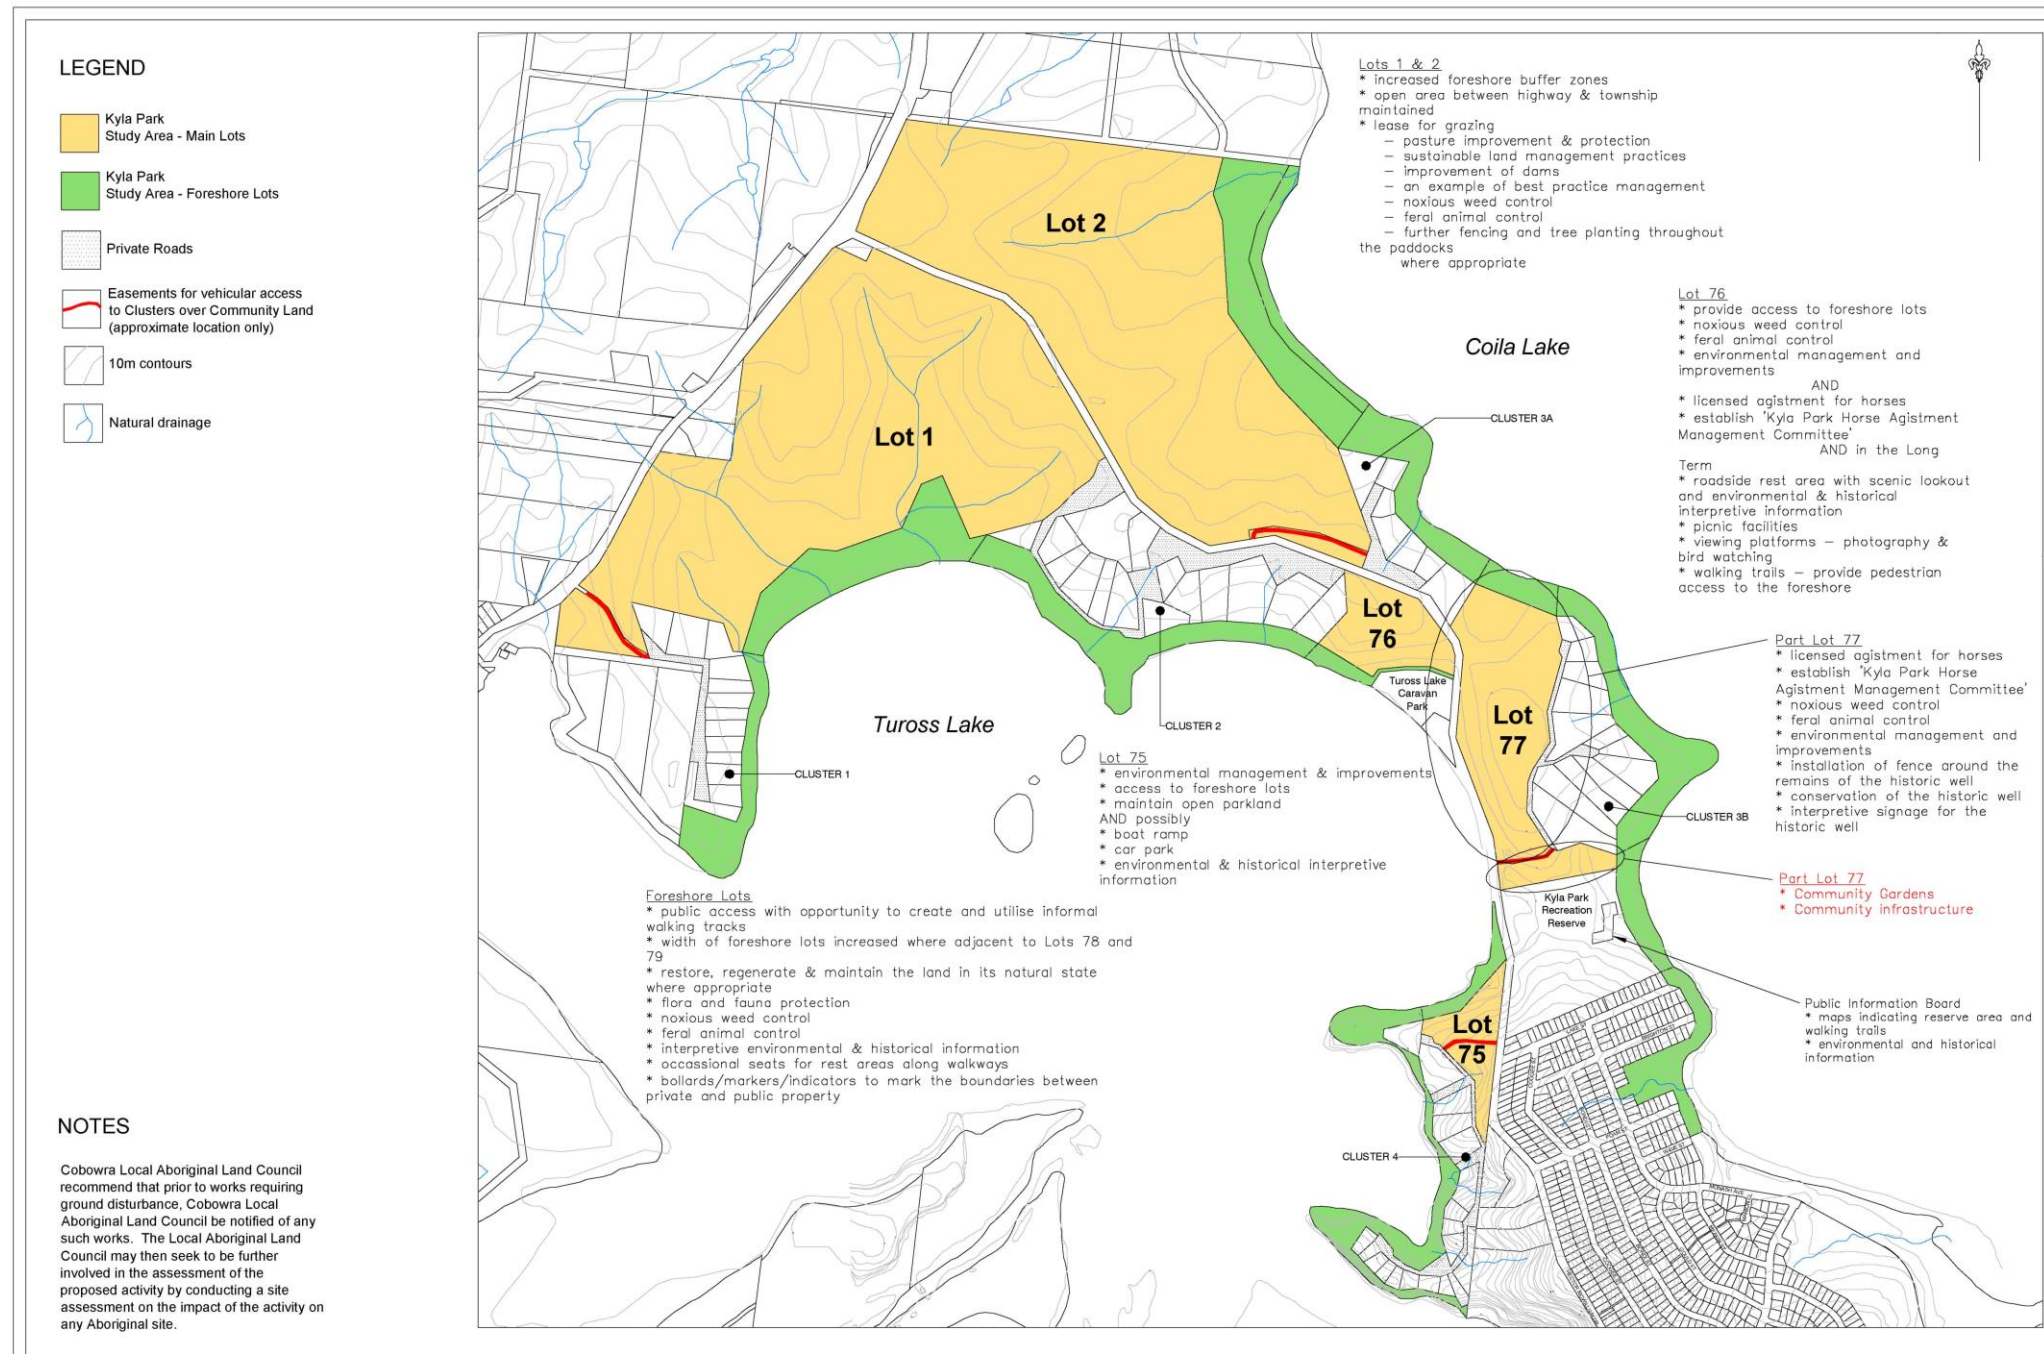 LEGEND
Kyla Park
Study Area - Main Lots
Kyla Park
Study Area - Foreshore Lots
Private Roads
Easements for vehicular access
to Clusters over Community Land
(approximate location only)
10m contours
Natural drainage
NOTES
Cobowra Local Aboriginal Land Council
recommend that prior to works requiring
ground disturbance, Cobowra Local
Aboriginal Land Council be notified of any
such works. The Local Aboriginal Land
Council may then seek to be further
involved in the assessment of the
proposed activity by conducting a site
assessment on the impact of the activity on
any Aboriginal site.
Lots 1 & 2
* increased foreshore buffer zones
* open area between highway & township
maintained
* lease for grazing
– pasture improvement & protection
– sustainable land management practices
– improvement of dams
– an example of best practice management
– noxious weed control
– feral animal control
– further fencing and tree planting throughout
the paddocks
where appropriate
Lot 2
Lot 1
Coila Lake
CLUSTER 3A
Lot 76
* provide access to foreshore lots
* noxious weed control
* feral animal control
* environmental management and
improvements
AND
* licensed agistment for horses
* establish 'Kyla Park Horse Agistment
Management Committee'
AND in the Long
Term
* roadside rest area with scenic lookout
and environmental & historical
interpretive information
* picnic facilities
* viewing platforms – photography &
bird watching
* walking trails – provide pedestrian
access to the foreshore
Lot
76
Tuross Lake
Caravan
Park
Lot
77
Part Lot 77
* licensed agistment for horses
* establish 'Kyla Park Horse
Agistment Management Committee'
* noxious weed control
* feral animal control
* environmental management and
improvements
* installation of fence around the
remains of the historic well
* conservation of the historic well
* interpretive signage for the
historic well
Tuross Lake
CLUSTER 2
CLUSTER 1
CLUSTER 3B
Lot 75
* environmental management & improvements
* access to foreshore lots
* maintain open parkland
AND possibly
* boat ramp
* car park
* environmental & historical interpretive
information
Part Lot 77
* Community Gardens
* Community infrastructure
Kyla Park
Recreation
Reserve
Foreshore Lots
* public access with opportunity to create and utilise informal
walking tracks
* width of foreshore lots increased where adjacent to Lots 78 and
79
* restore, regenerate & maintain the land in its natural state
where appropriate
* flora and fauna protection
* noxious weed control
* feral animal control
* interpretive environmental & historical information
* occassional seats for rest areas along walkways
* bollards/markers/indicators to mark the boundaries between
private and public property
Public Information Board
* maps indicating reserve area and
walking trails
* environmental and historical
information
Lot
75
CLUSTER 4
LAKE ST
MONASH AVE